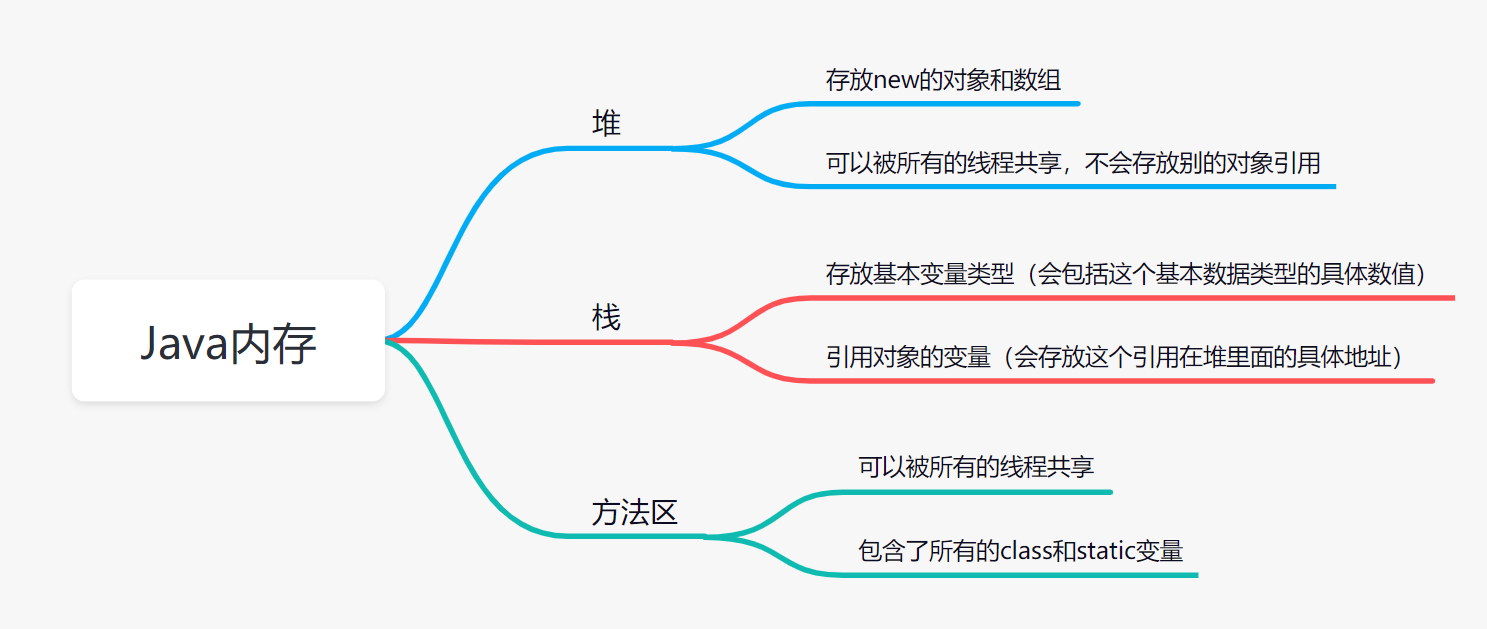 Java内存
堆
存放new的对象和数组
可以被所有的线程共享，不会存放别的对象引用
栈
存放基本变量类型（会包括这个基本数据类型的具体数值）
引用对象的变量（会存放这个引用在堆里面的具体地址）
方法区
可以被所有的线程共享
包含了所有的class和static变量